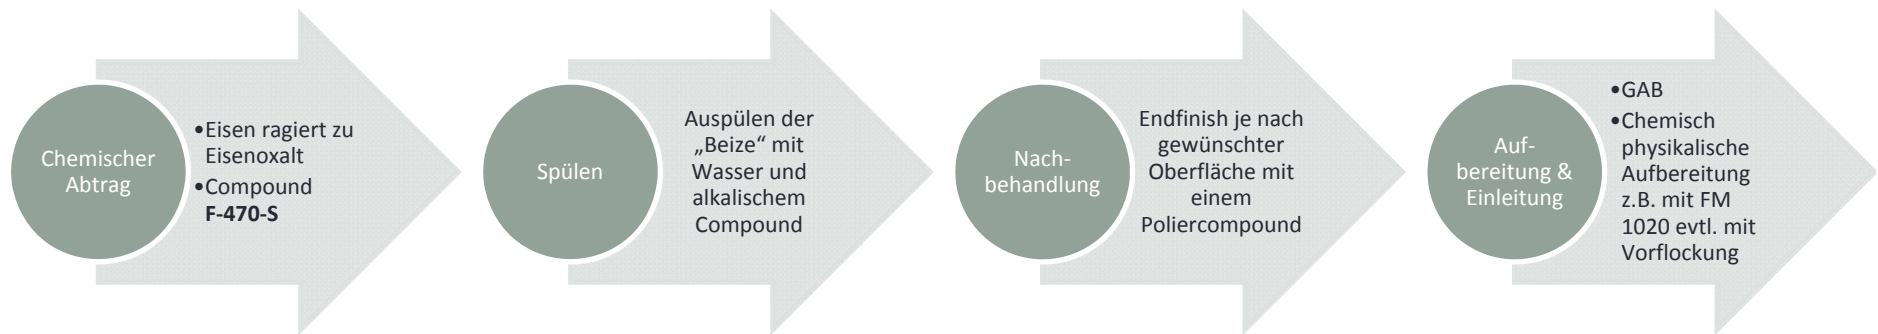 Chemischer
Abtrag
•Eisen ragiert zu
Eisenoxalt
•Compound
F-470-S
Spülen
Auspülen der
„Beize“ mit
Wasser und
alkalischem
Compound
Nach-
behandlung
Endfinish je nach
gewünschter
Oberfläche mit
einem
Poliercompound
Auf-
bereitung &
Einleitung
•GAB
•Chemisch
physikalische
Aufbereitung
z.B. mit FM
1020 evtl. mit
Vorflockung